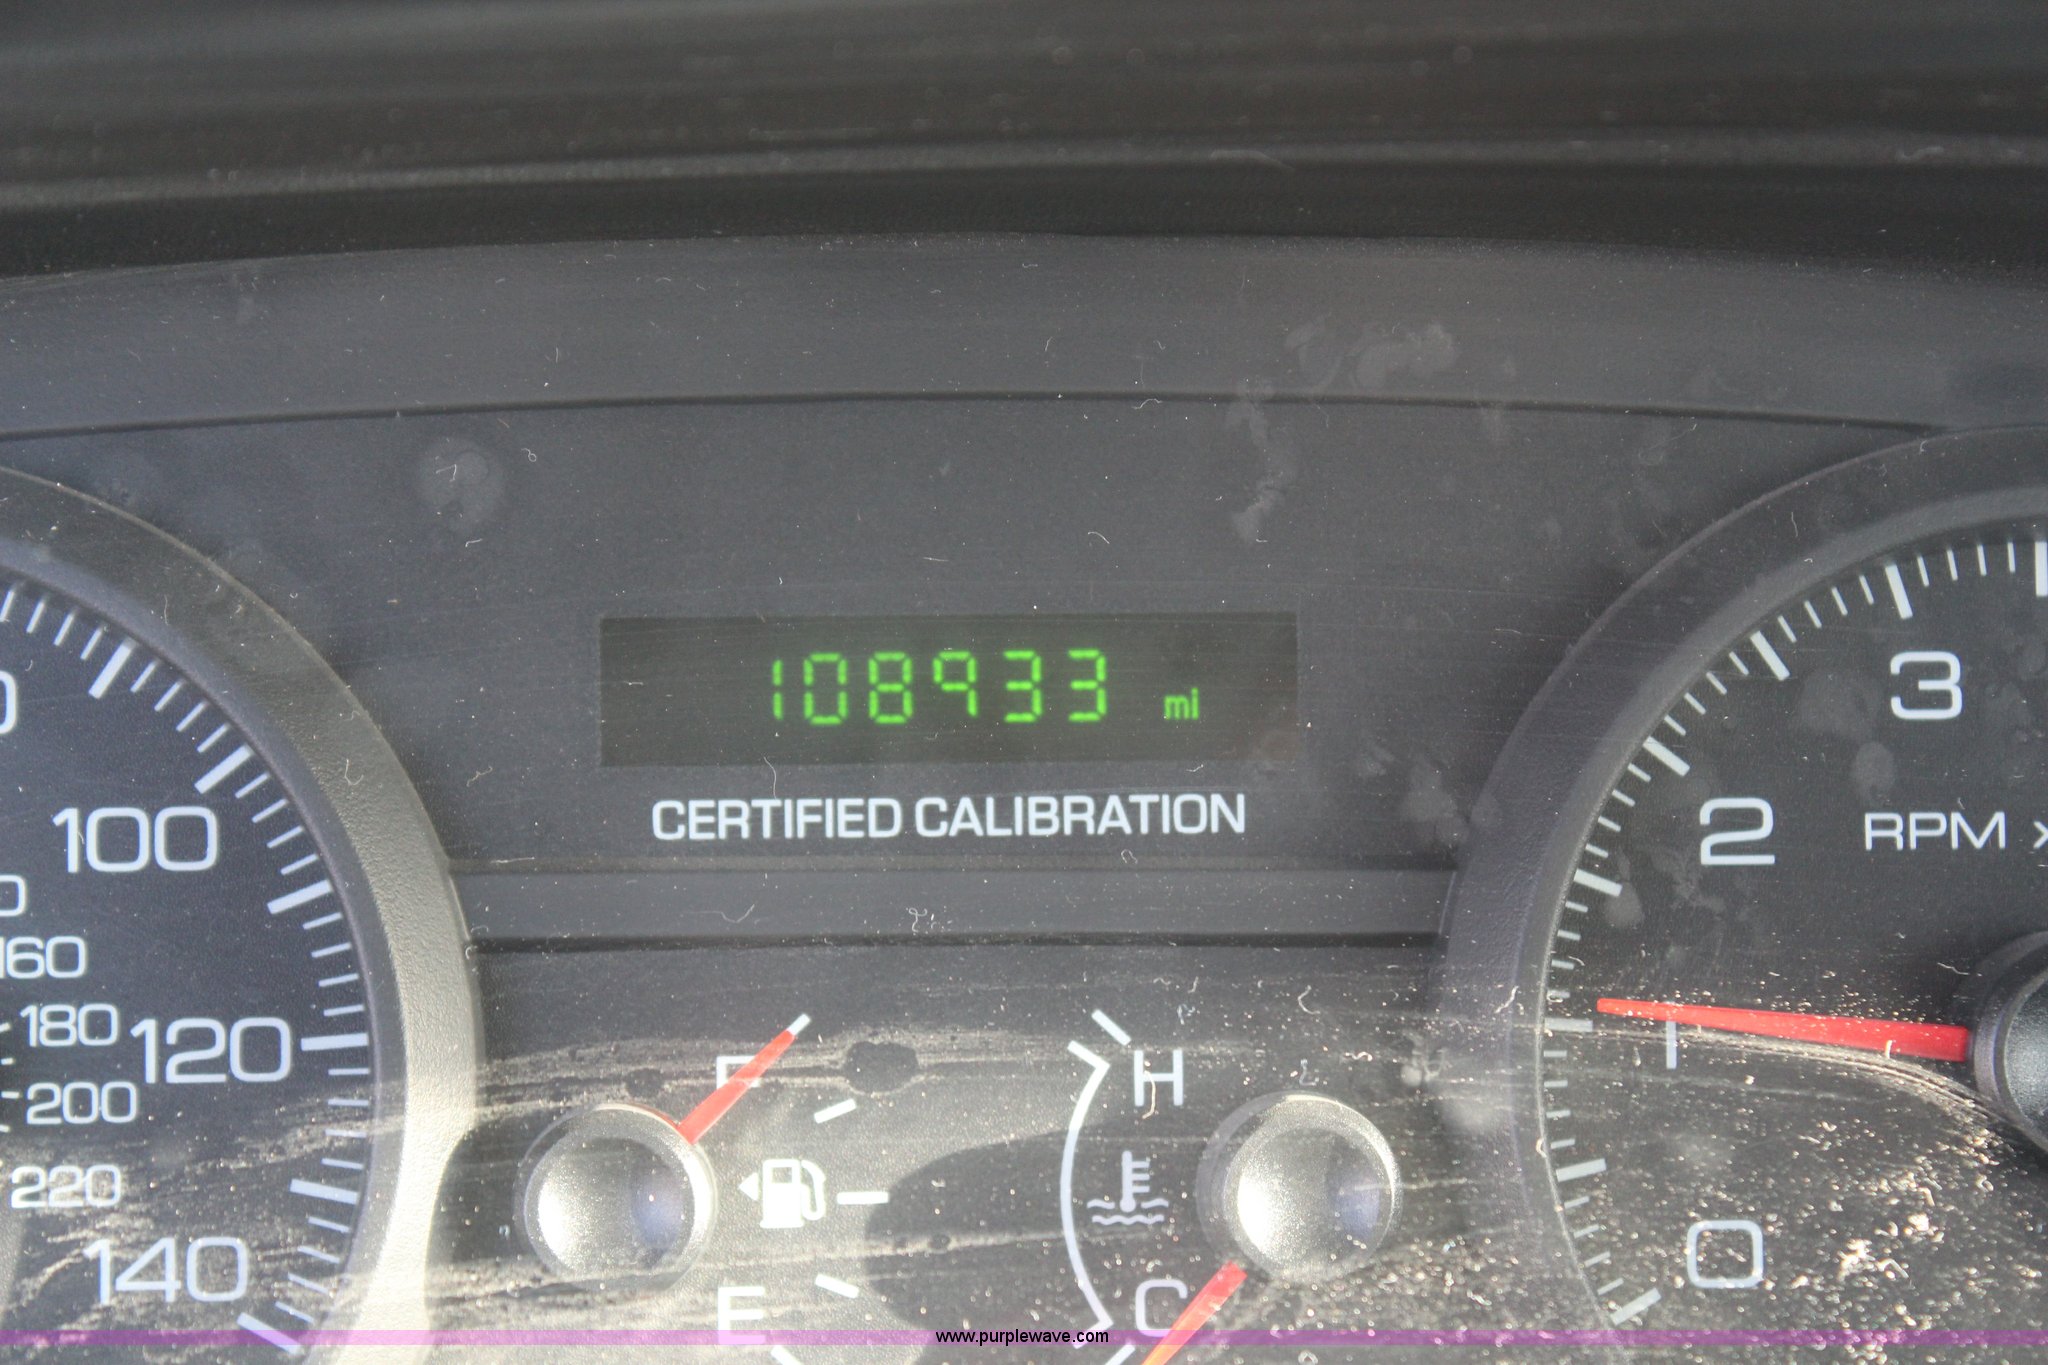 108933 mi
CERTIFIED CALIBRATION
100
160
180
120
200
220
140
F
E
H
C
3
2
RPM x
1
0
www.purplewave.com